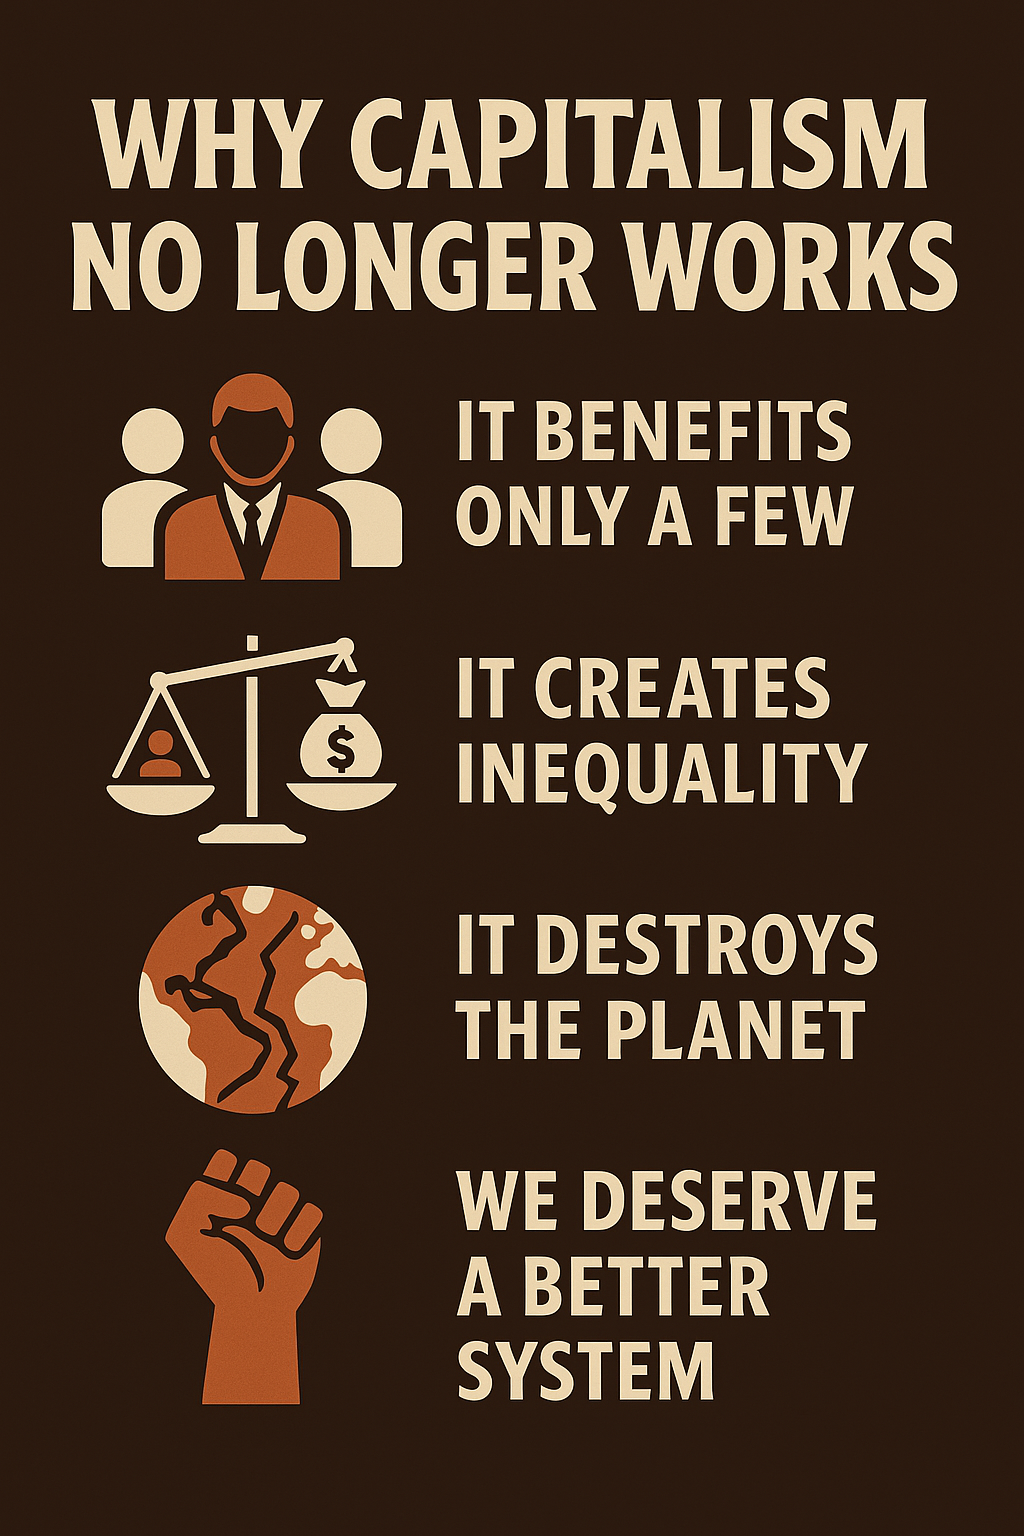 WHY CAPITALISM
NO LONGER WORKS
IT BENEFITS
ONLY A FEW
$
IT CREATES
INEQUALITY
IT DESTROYS
THE PLANET
WE DESERVE
A BETTER
SYSTEM